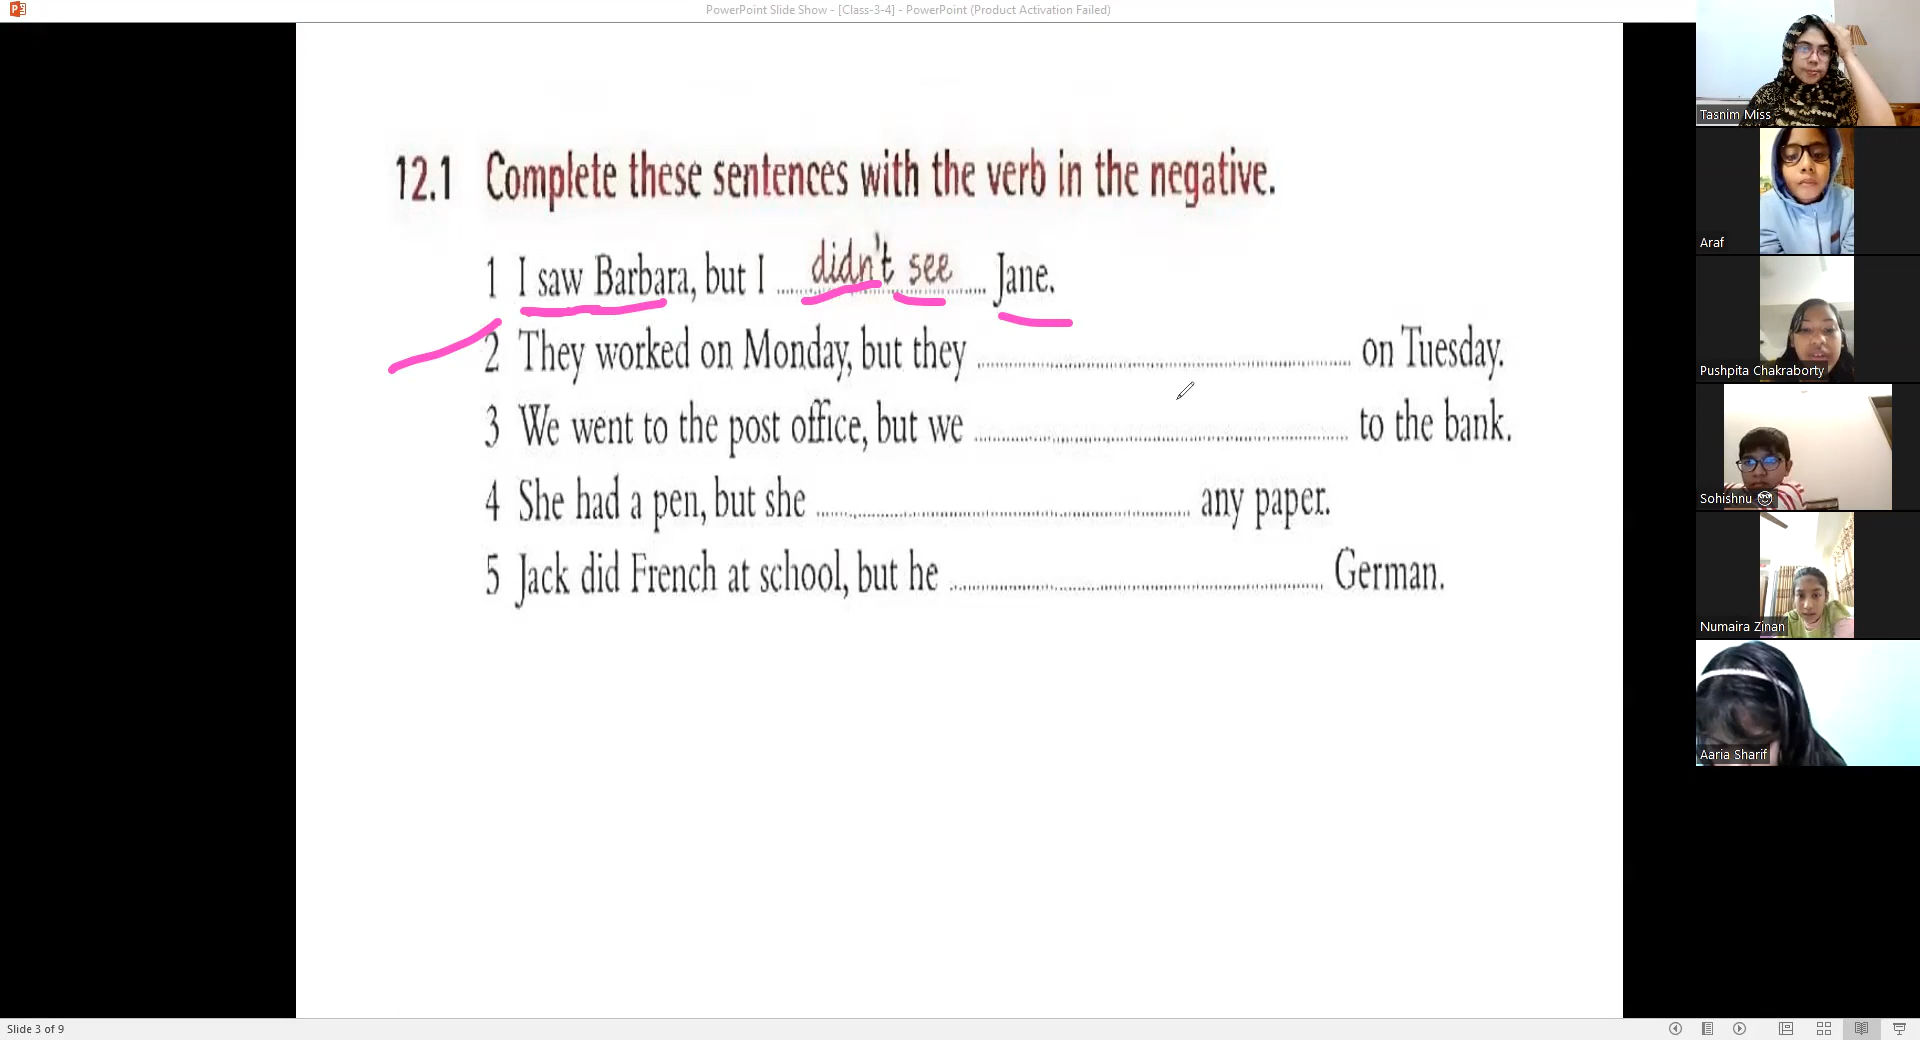 PowerPoint Slide Show - [Class-3-4] - PowerPoint (Product Activation Failed)
12.1 Complete these sentences with the verb in the negative.
1 I saw Barbara, but I didn't see Jane.
2 They worked on Monday, but they ........ on Tuesday.
3 We went to the post office, but we ........ to the bank.
4 She had a pen, but she ........ any paper.
5 Jack did French at school, but he ........ German.
Tasnim Miss
Araf
Pushpita Chakraborty
Sohishnu 😇
Numaira Zinan
Aaria Sharif
Slide 3 of 9